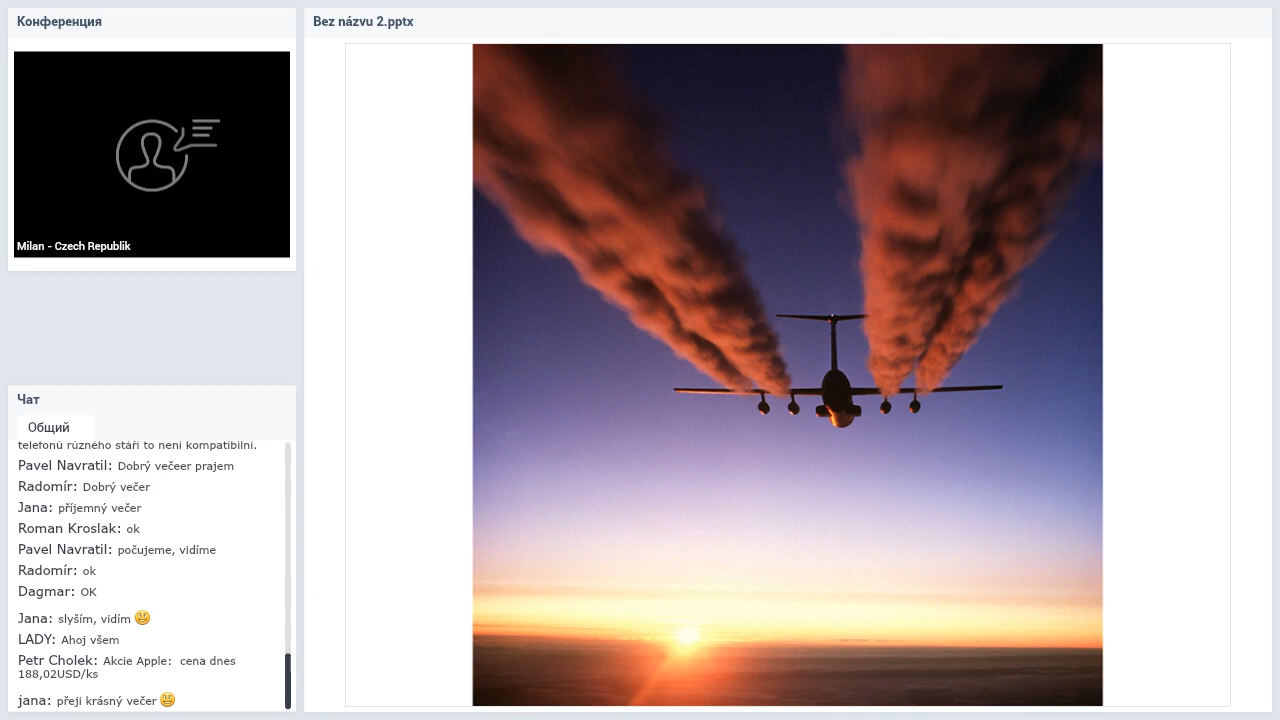 Конференция
Milan - Czech Republik
Bez názvu 2.pptx
Чат
Общий
telefonů různého stáří to není kompatibilní.
Pavel Navratil: Dobrý večeer prajem
Radomír: Dobrý večer
Jana: příjemný večer
Roman Kroslak: ok
Pavel Navratil: počujeme, vidíme
Radomír: ok
Dagmar: OK
Jana: slyším, vidím
LADY: Ahoj všem
Petr Cholek: Akcie Apple: cena dnes
188,02USD/ks
jana: přeji krásný večer